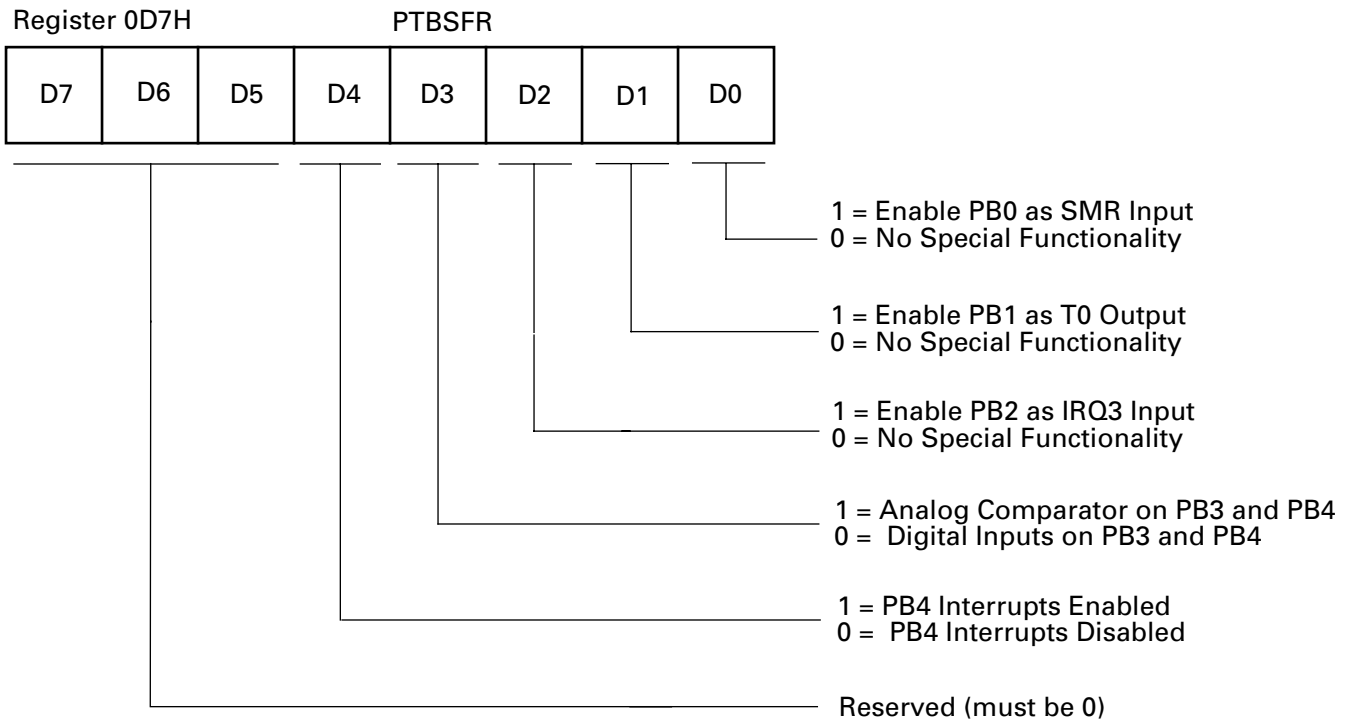 Register 0D7H PTBSFR
D7 D6 D5 D4 D3 D2 D1 D0
1 = Enable PB0 as SMR Input
0 = No Special Functionality
1 = Enable PB1 as T0 Output
0 = No Special Functionality
1 = Enable PB2 as IRQ3 Input
0 = No Special Functionality
1 = Analog Comparator on PB3 and PB4
0 = Digital Inputs on PB3 and PB4
1 = PB4 Interrupts Enabled
0 = PB4 Interrupts Disabled
Reserved (must be 0)